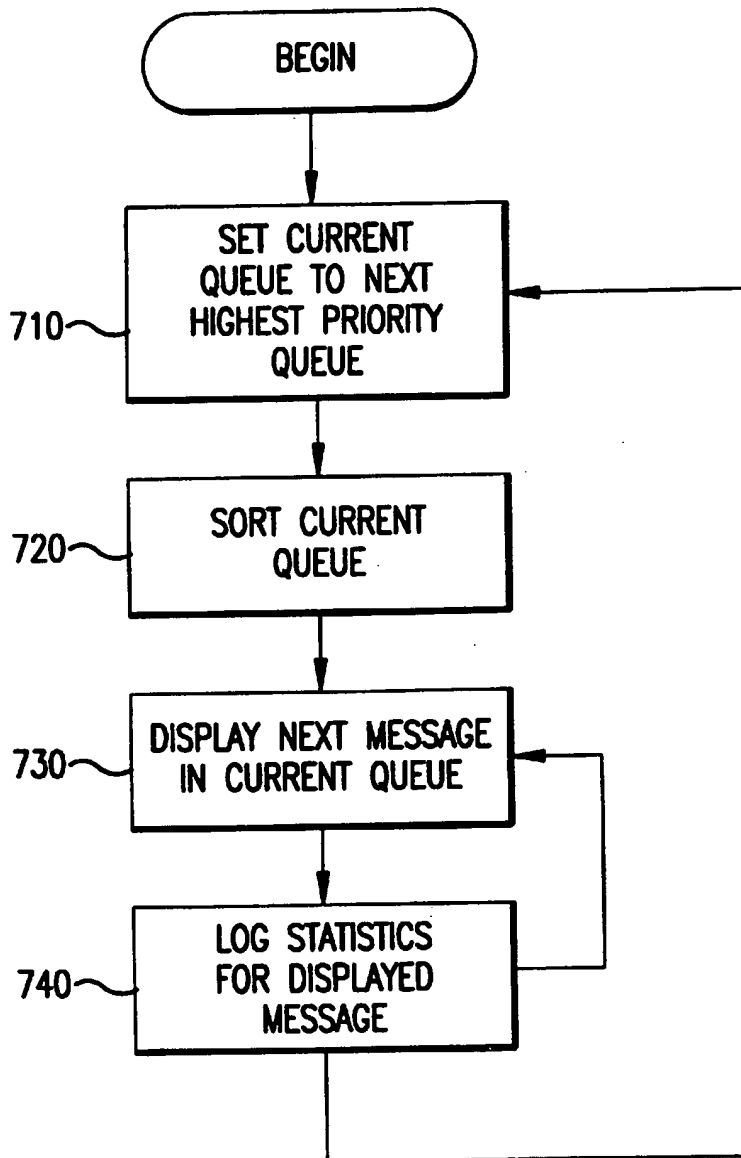 BEGIN
SET CURRENT
QUEUE TO NEXT
HIGHEST PRIORITY
QUEUE
710
SORT CURRENT
QUEUE
720
DISPLAY NEXT MESSAGE
IN CURRENT QUEUE
730
LOG STATISTICS
FOR DISPLAYED
MESSAGE
740